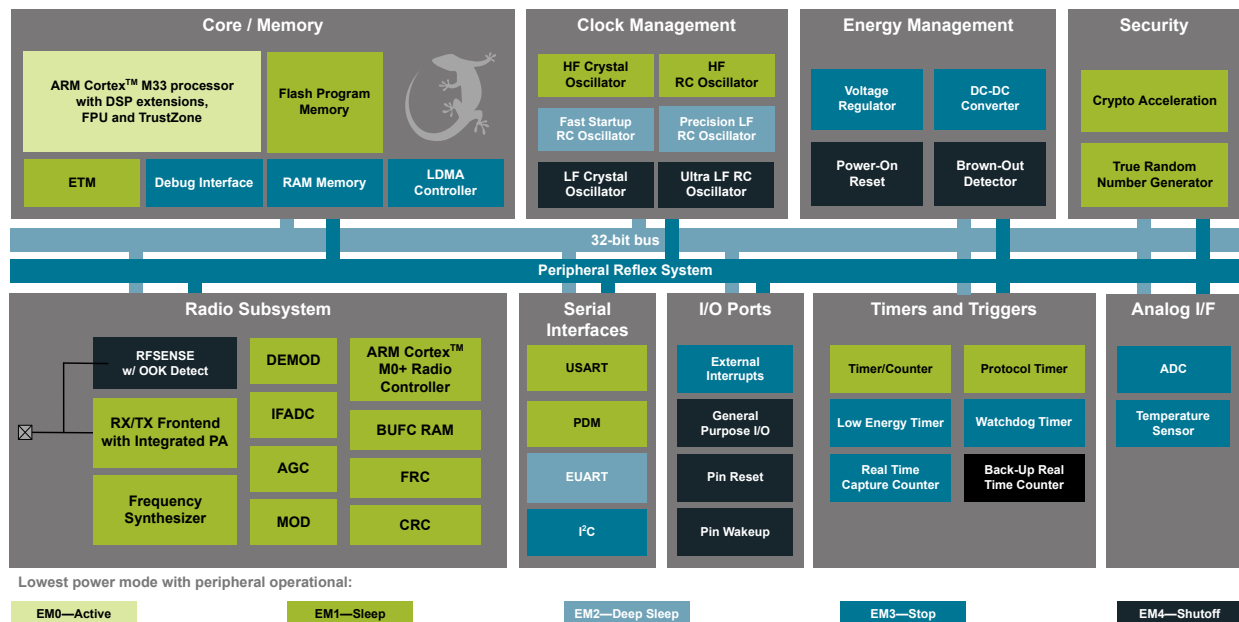 Core / Memory
ARM Cortex™ M33 processor
with DSP extensions,
FPU and TrustZone
Flash Program
Memory
ETM
Debug Interface
RAM Memory
LDMA
Controller
Clock Management
HF Crystal
Oscillator
HF
RC Oscillator
Fast Startup
RC Oscillator
Precision LF
RC Oscillator
LF Crystal
Oscillator
Ultra LF RC
Oscillator
Energy Management
Voltage
Regulator
DC-DC
Converter
Power-On
Reset
Brown-Out
Detector
Security
Crypto Acceleration
True Random
Number Generator
32-bit bus
Peripheral Reflex System
Radio Subsystem
RFSENSE
w/ OOK Detect
RX/TX Frontend
with Integrated PA
Frequency
Synthesizer
DEMOD
IFADC
AGC
MOD
ARM Cortex™
M0+ Radio
Controller
BUFC RAM
FRC
CRC
Serial
Interfaces
USART
PDM
EUART
I²C
I/O Ports
External
Interrupts
General
Purpose I/O
Pin Reset
Pin Wakeup
Timers and Triggers
Timer/Counter
Protocol Timer
Low Energy Timer
Watchdog Timer
Real Time
Capture Counter
Back-Up Real
Time Counter
Analog I/F
ADC
Temperature
Sensor
Lowest power mode with peripheral operational:
EM0—Active
EM1—Sleep
EM2—Deep Sleep
EM3—Stop
EM4—Shutoff